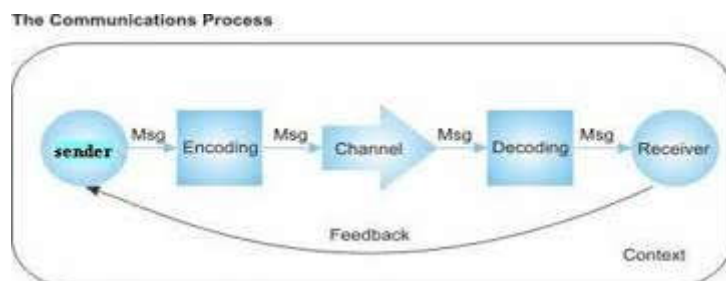 The Communications Process
Msg Msg Msg Msg
sender Encoding Channel Decoding Receiver
Feedback
Context